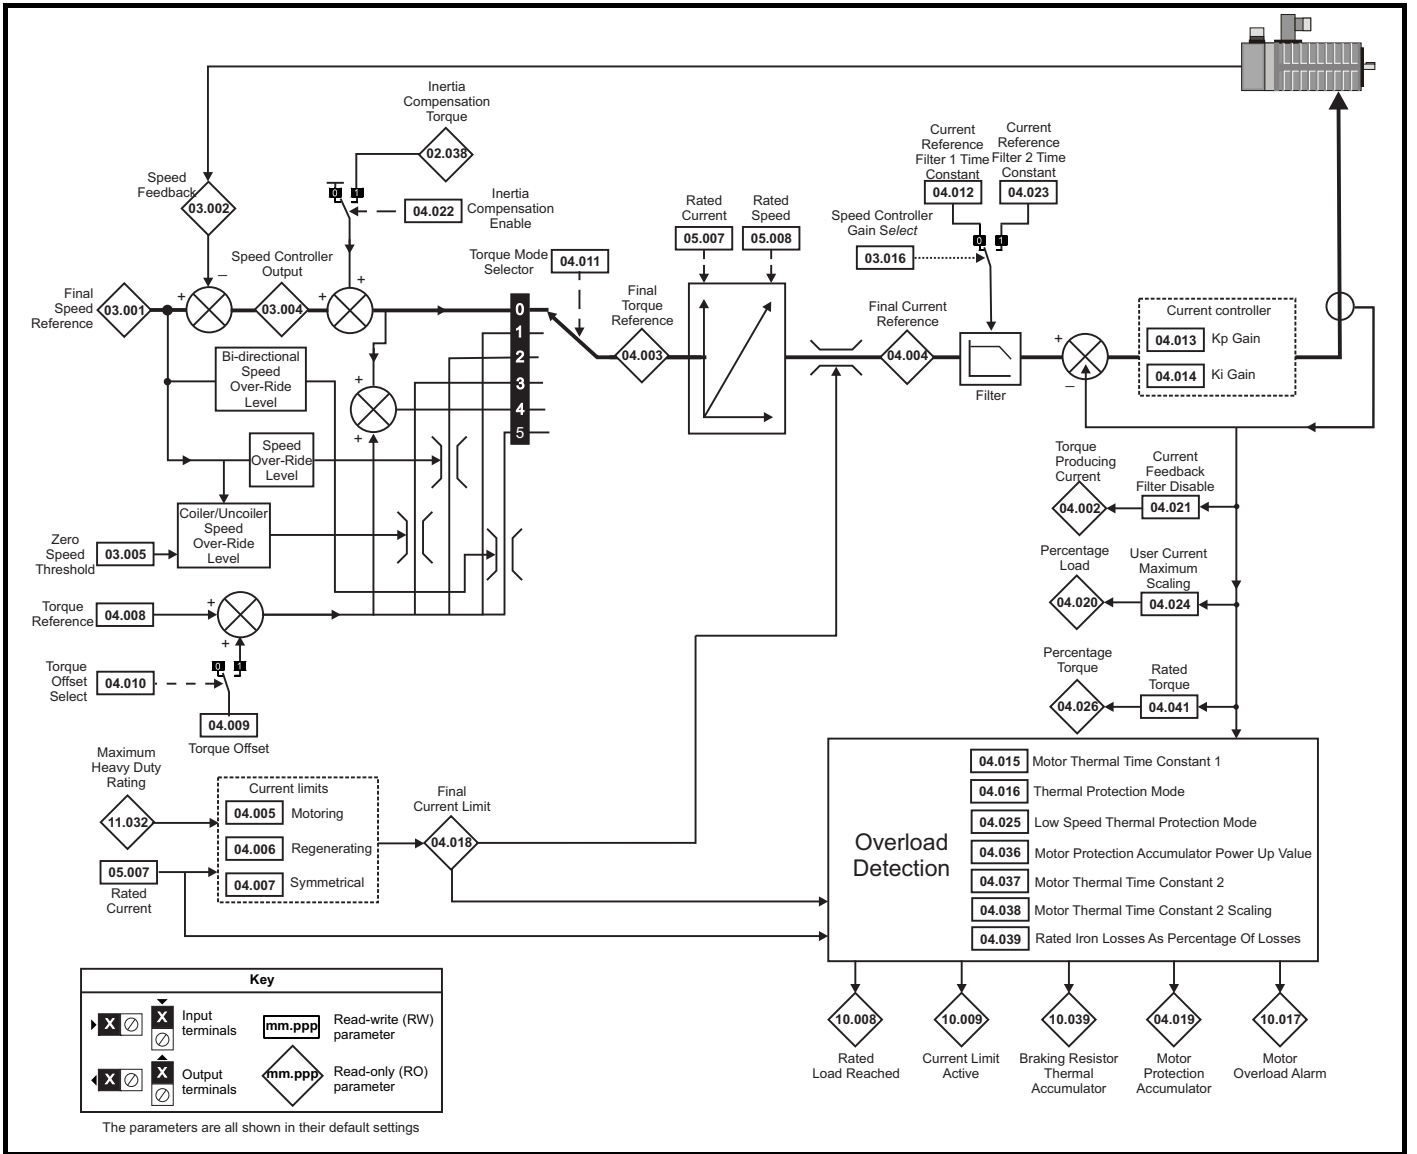 Inertia
Compensation
Torque
02.038
Speed
Feedback
03.002
0
1
04.022
Inertia
Compensation
Enable
Current
Reference
Filter 1 Time
Constant
04.012
Current
Reference
Filter 2 Time
Constant
04.023
Rated
Current
05.007
Rated
Speed
05.008
Speed Controller
Gain Select
03.016
0
1
Torque Mode
Selector
04.011
Speed Controller
Output
03.004
Final
Speed
Reference
03.001
+
–
+
+
0
1
2
3
4
5
Final
Torque
Reference
04.003
Final Current
Reference
04.004
Filter
–
Current controller
04.013
Kp Gain
04.014
Ki Gain
Bi-directional
Speed
Over-Ride
Level
+
+
Speed
Over-Ride
Level
Coiler/Uncoiler
Speed
Over-Ride
Level
Zero
Speed
Threshold
03.005
Torque
Reference
04.008
+
+
0
1
Torque
Offset
Select
04.010
04.009
Torque Offset
Torque
Producing
Current
04.002
Current
Feedback
Filter Disable
04.021
Percentage
Load
04.020
User Current
Maximum
Scaling
04.024
Percentage
Torque
04.026
Rated
Torque
04.041
Maximum
Heavy Duty
Rating
11.032
05.007
Rated
Current
Current limits
04.005
Motoring
04.006
Regenerating
04.007
Symmetrical
Final
Current Limit
04.018
Overload
Detection
04.015
Motor Thermal Time Constant 1
04.016
Thermal Protection Mode
04.025
Low Speed Thermal Protection Mode
04.036
Motor Protection Accumulator Power Up Value
04.037
Motor Thermal Time Constant 2
04.038
Motor Thermal Time Constant 2 Scaling
04.039
Rated Iron Losses As Percentage Of Losses
10.008
Rated
Load Reached
10.009
Current Limit
Active
10.039
Braking Resistor
Thermal
Accumulator
04.019
Motor
Protection
Accumulator
10.017
Motor
Overload Alarm
Key
X
X
Input
terminals
mm.ppp
Read-write (RW)
parameter
X
X
Output
terminals
mm.ppp
Read-only (RO)
parameter
The parameters are all shown in their default settings